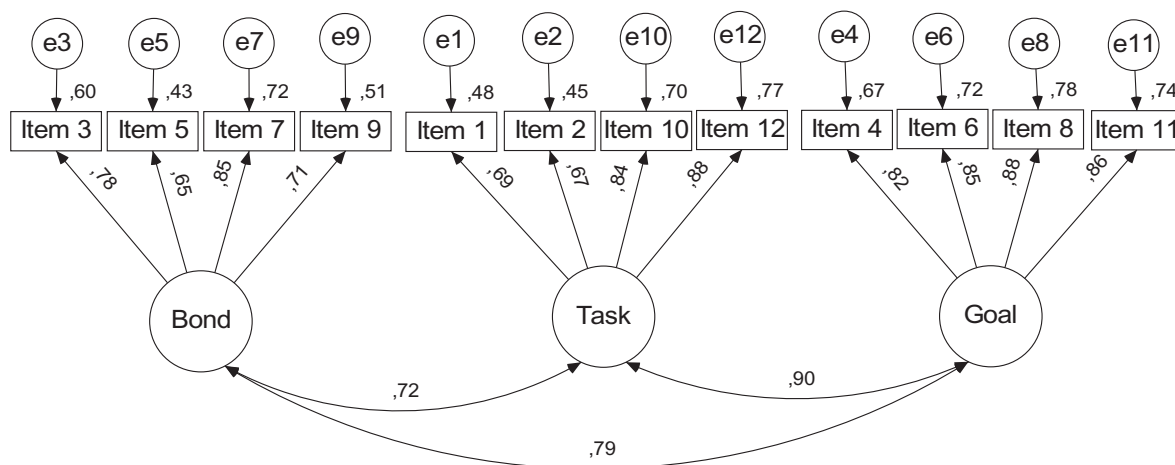 e3 e5 e7 e9 e1 e2 e10 e12 e4 e6 e8 e11
,60 ,43 ,72 ,51 ,48 ,45 ,70 ,77 ,67 ,72 ,78 ,74
Item 3 Item 5 Item 7 Item 9 Item 1 Item 2 Item 10 Item 12 Item 4 Item 6 Item 8 Item 11
,78 ,65 ,85 ,71 ,69 ,67 ,84 ,88 ,82 ,85 ,88 ,86
Bond Task Goal
,72 ,90
,79